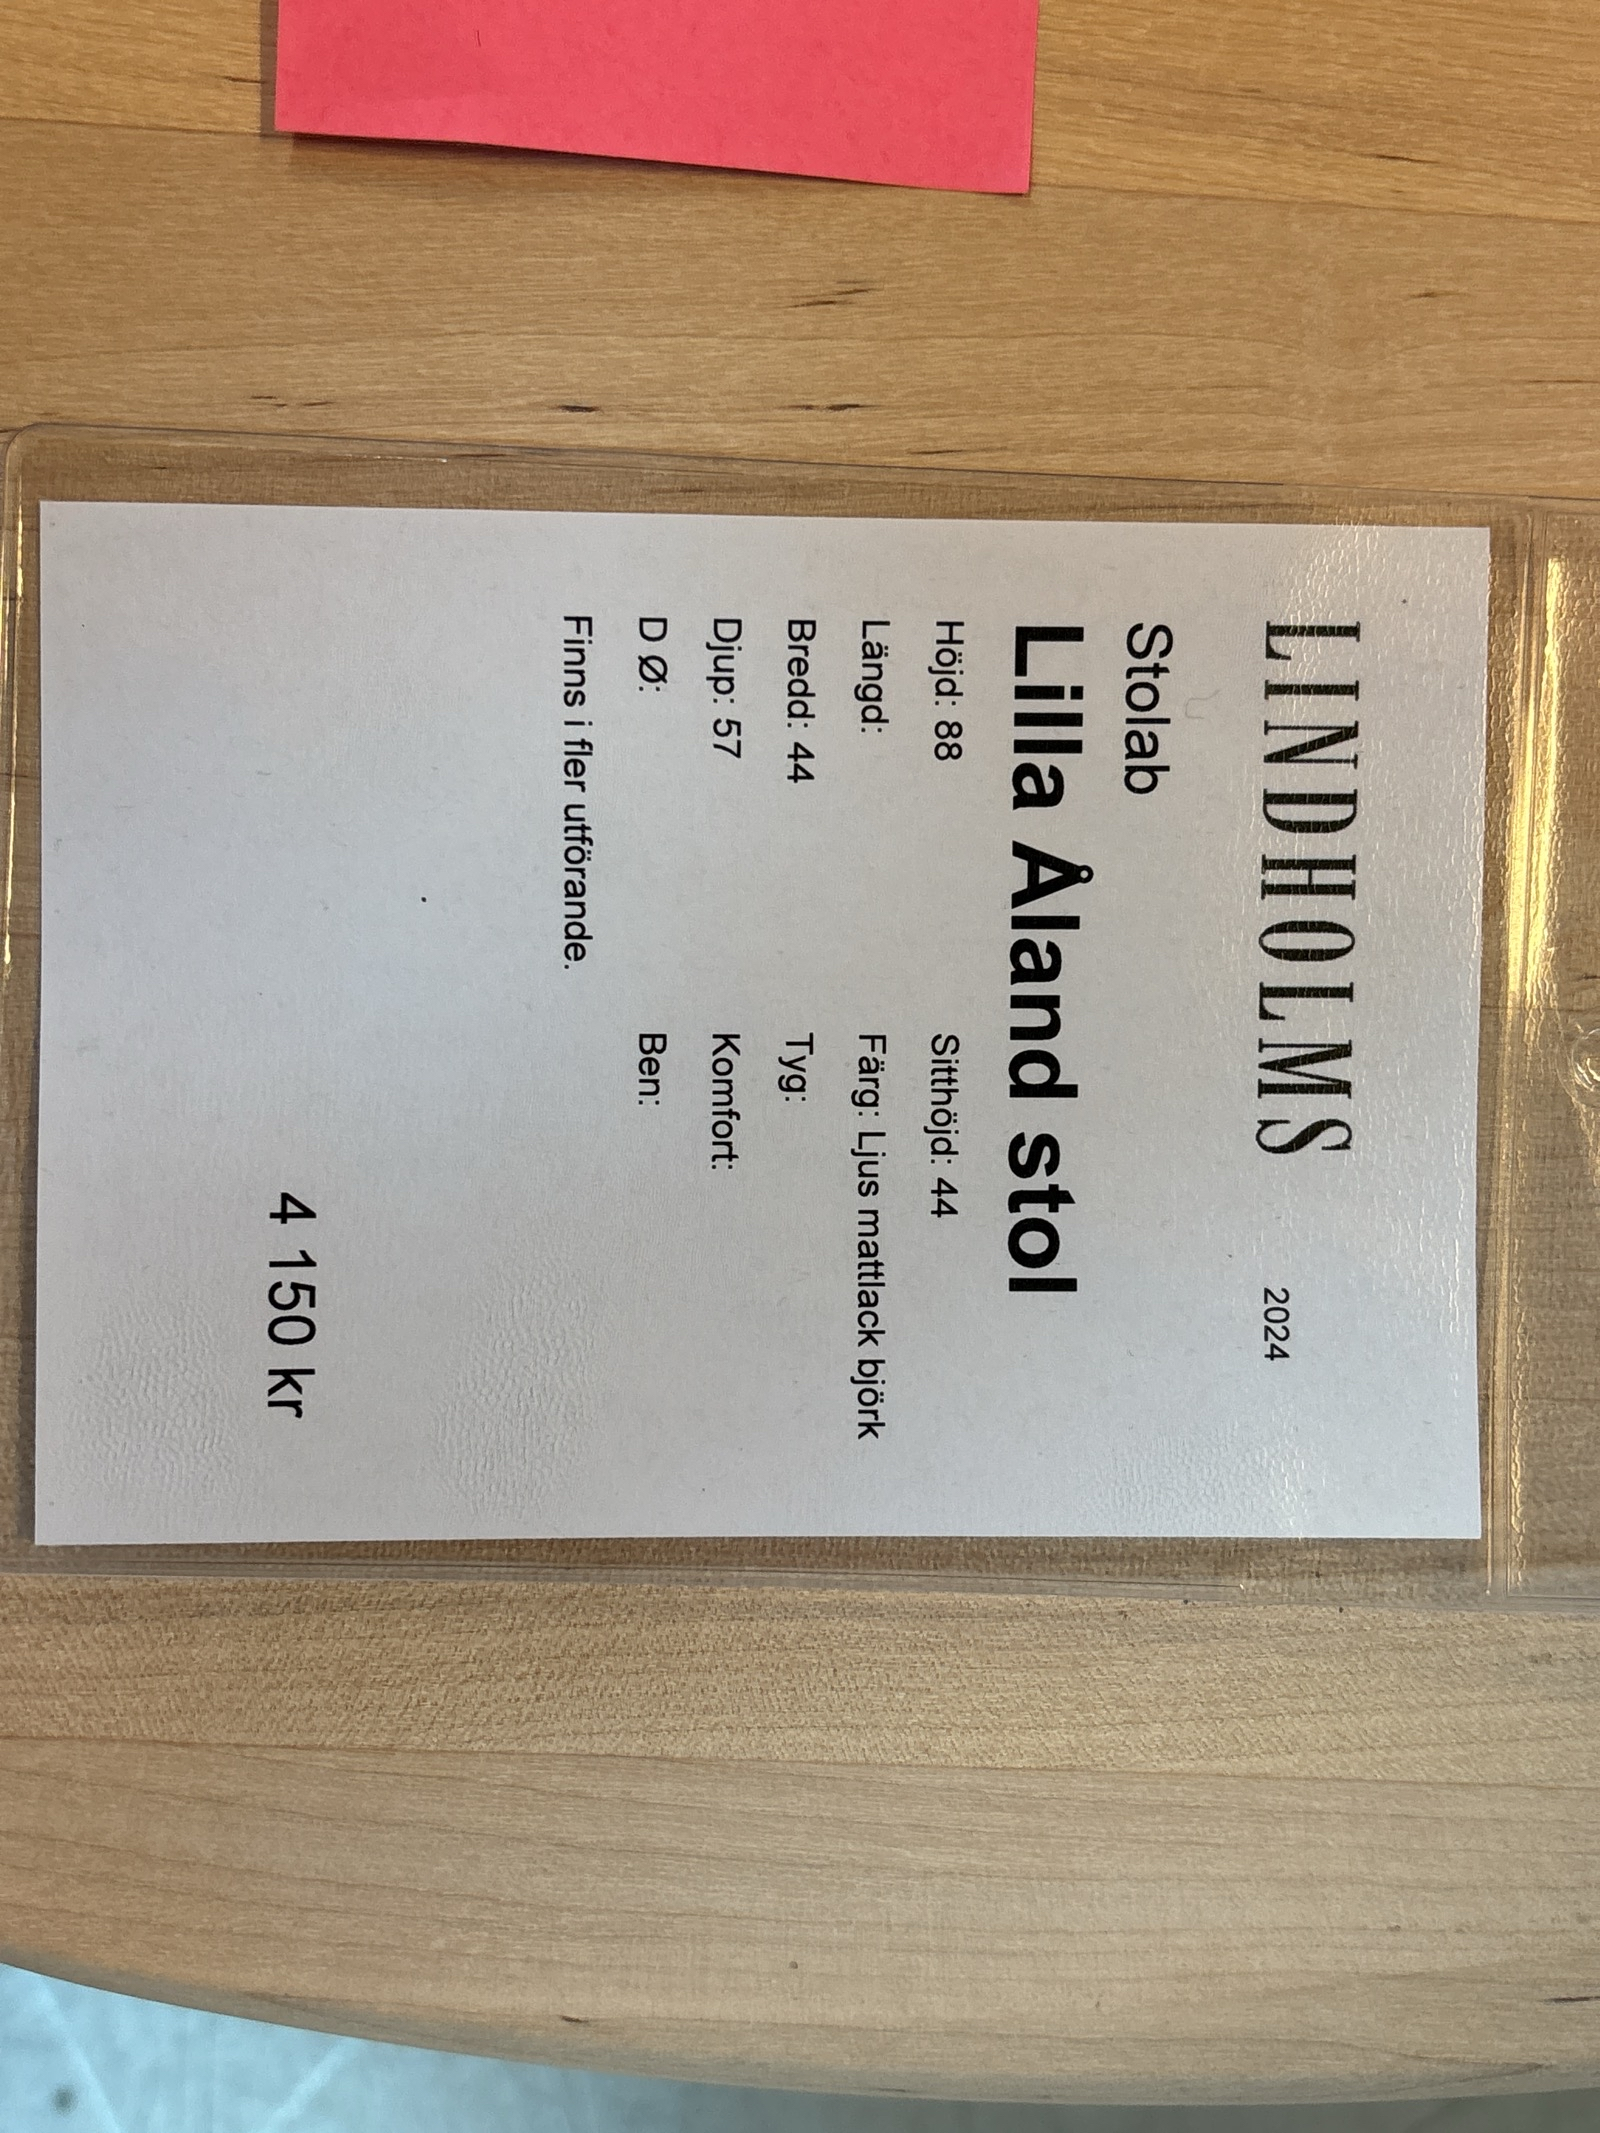 LINDHOLMS 2024
Stolab
Lilla Åland stol
Höjd: 88 Sitthöjd: 44
Längd: Färg: Ljus mattlack björk
Bredd: 44 Tyg:
Djup: 57 Komfort:
D Ø: Ben:
Finns i fler utförande.
4 150 kr